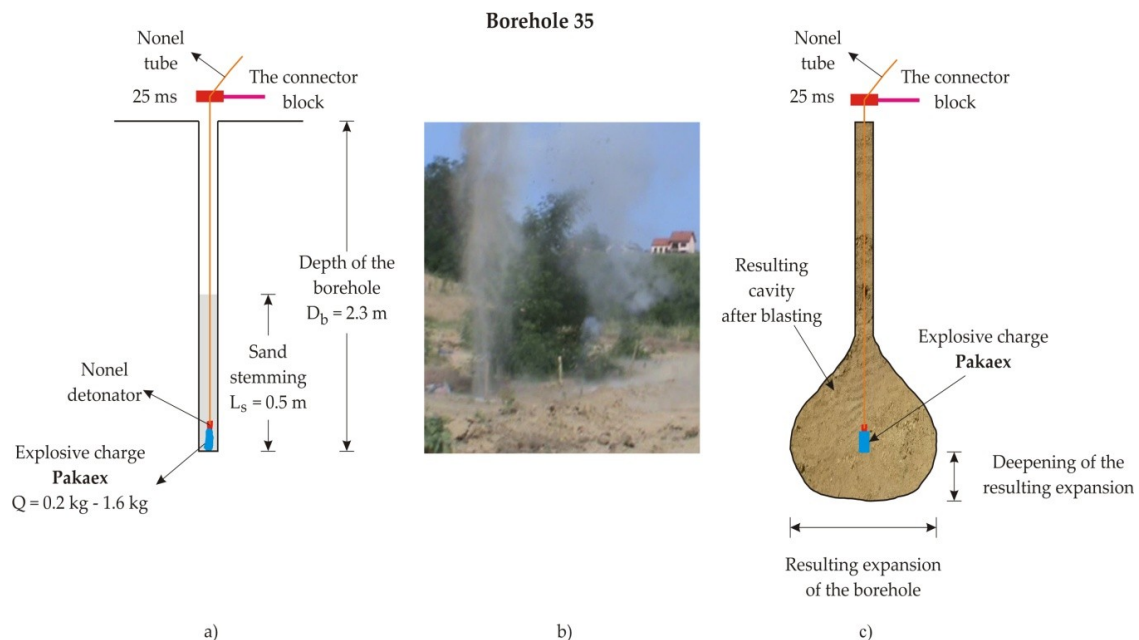 Borehole 35
Nonel
tube
25 ms
The connector
block
Depth of the
borehole
D_b = 2.3 m
Sand
stemming
L_s = 0.5 m
Nonel
detonator
Explosive charge
Pakaex
Q = 0.2 kg - 1.6 kg
a)
b)
Nonel
tube
25 ms
The connector
block
Resulting
cavity
after blasting
Explosive charge
Pakaex
Deepening of the
resulting expansion
Resulting expansion
of the borehole
c)